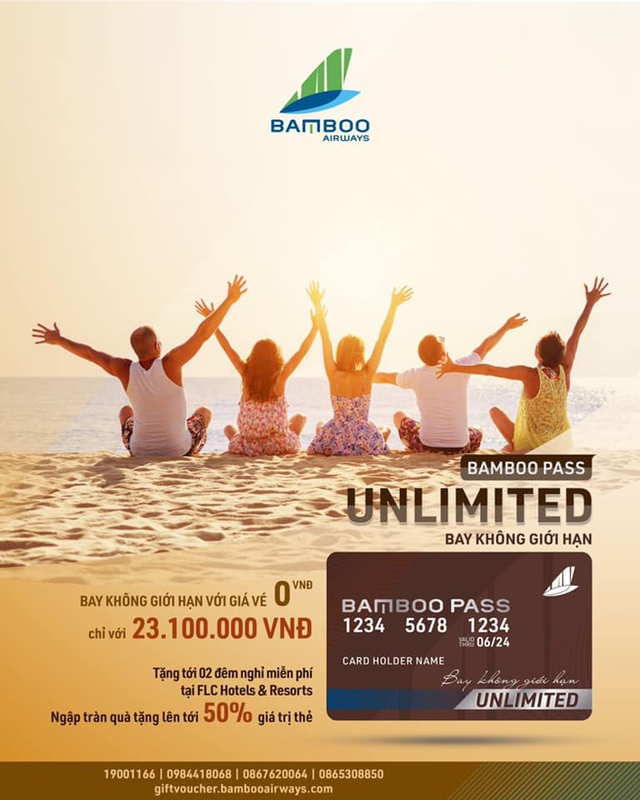 BAMBOO
AIRWAYS
BAMBOO PASS
UNLIMITED
BAY KHÔNG GIỚI HẠN
BAY KHÔNG GIỚI HẠN VỚI GIÁ VÉ 0 VNĐ
chỉ với 23.100.000 VNĐ
Tặng tới 02 đêm nghỉ miễn phí
tại FLC Hotels & Resorts
Ngập tràn quà tặng lên tới 50% giá trị thẻ
BAMBOO PASS
1234 5678 1234
VALID
THRU 06/24
CARD HOLDER NAME
Bay không giới hạn
UNLIMITED
19001166 | 0984418068 | 0867620064 | 0865308850
giftvoucher.bambooairways.com